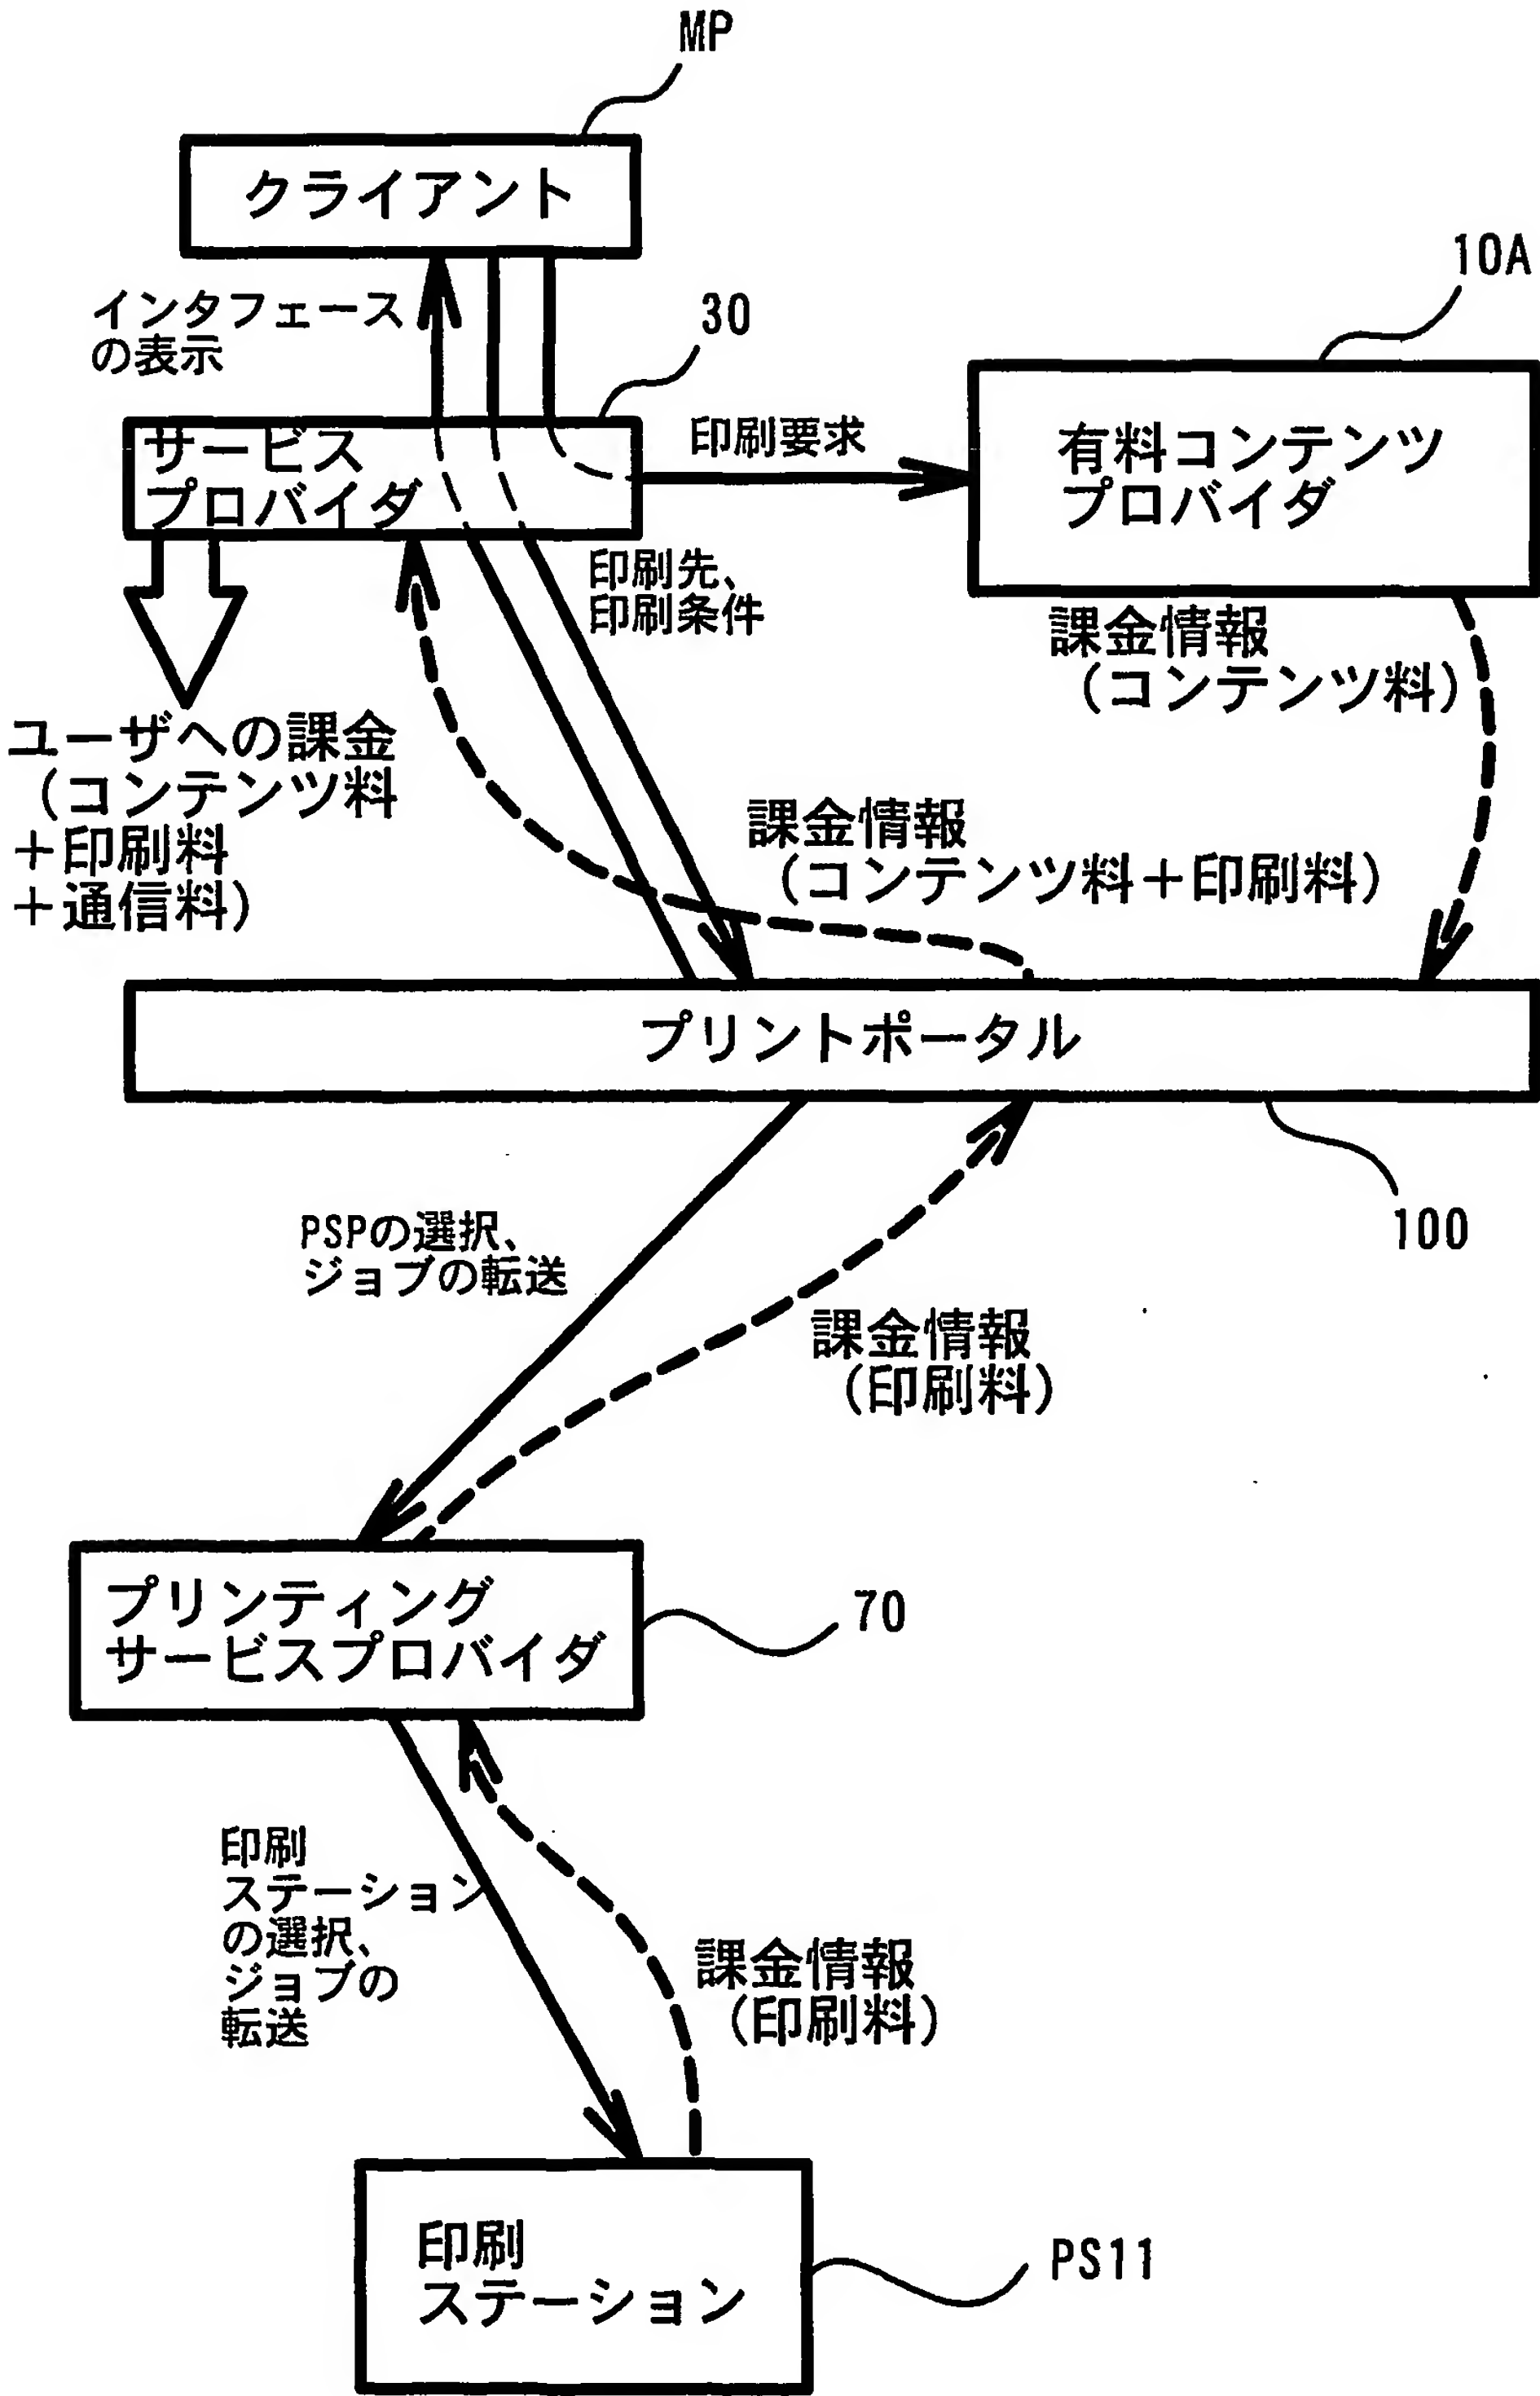 MP
クライアント
インタフェース
の表示
30
10A
サービス
プロバイダ
印刷要求
有料コンテンツ
プロバイダ
印刷先、
印刷条件
課金情報
(コンテンツ料)
ユーザへの課金
(コンテンツ料
+印刷料
+通信料)
課金情報
(コンテンツ料+印刷料)
プリントポータル
100
PSPの選択、
ジョブの転送
課金情報
(印刷料)
プリンティング
サービスプロバイダ
70
印刷
ステーション
の選択、
ジョブの
転送
課金情報
(印刷料)
印刷
ステーション
PS11